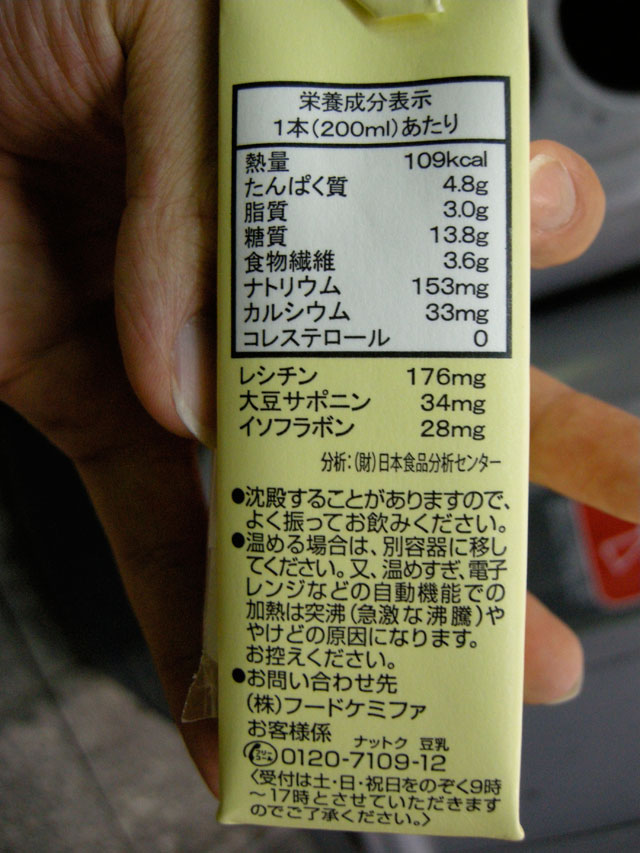 栄養成分表示
1本(200ml)あたり
熱量 109kcal
たんぱく質 4.8g
脂質 3.0g
糖質 13.8g
食物繊維 3.6g
ナトリウム 153mg
カルシウム 33mg
コレステロール 0
レシチン 176mg
大豆サポニン 34mg
イソフラボン 28mg
分析:(財)日本食品分析センター
●沈殿することがありますので、
よく振ってお飲みください。
●温める場合は、別容器に移し
てください。又、温めすぎ、電子
レンジなどの自動機能での
加熱は突沸(急激な沸騰)や
やけどの原因になります。
お控えください。
●お問い合わせ先
(株)フードケミファ
お客様係
ナットク 豆乳
0120-7109-12
〈受付は土・日・祝日をのぞく9時
～17時とさせていただきます
のでご了承ください。〉